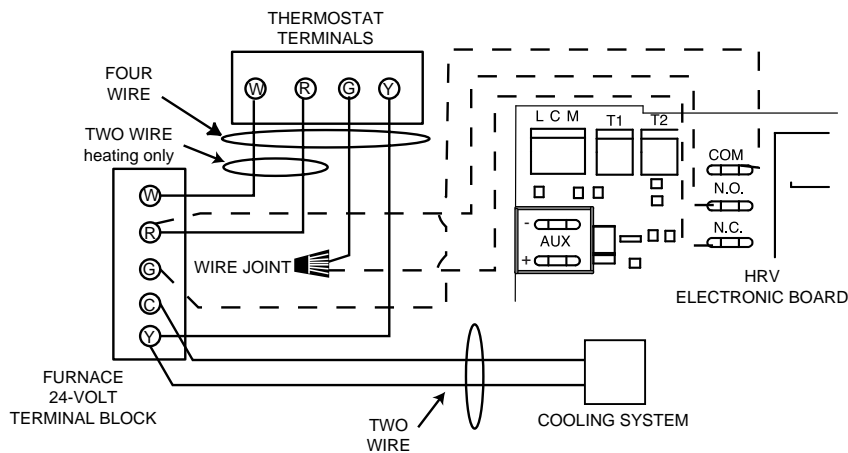 THERMOSTAT
TERMINALS
W R G Y
FOUR
WIRE
TWO WIRE
heating only
W
R
G
C
Y
WIRE JOINT
FURNACE
24-VOLT
TERMINAL BLOCK
TWO
WIRE
COOLING SYSTEM
L C M T1 T2
- AUX
+
COM
N.O.
N.C.
HRV
ELECTRONIC BOARD